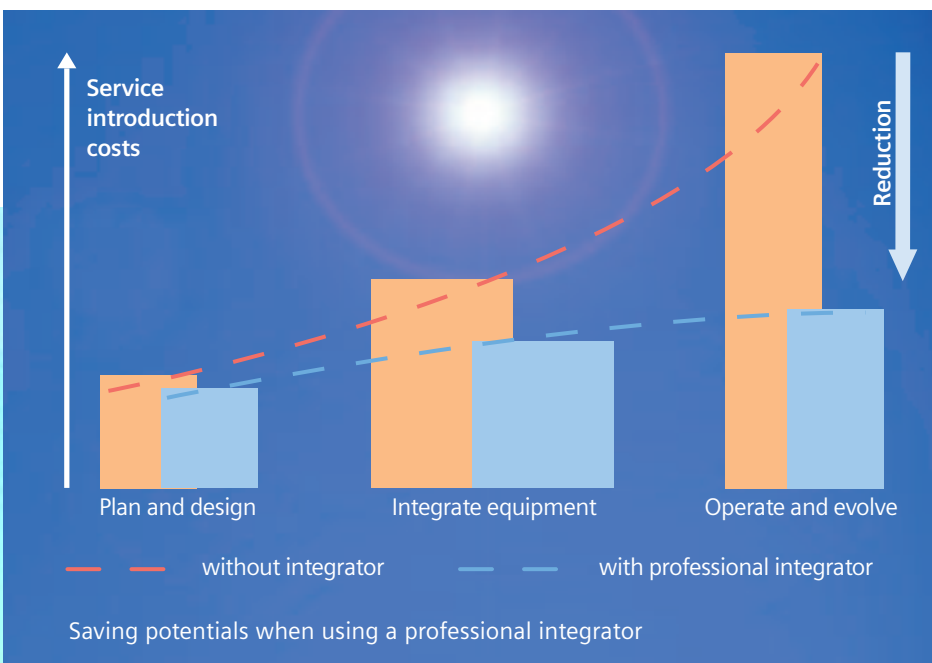 Service
introduction
costs
Reduction
Plan and design
Integrate equipment
Operate and evolve
without integrator
with professional integrator
Saving potentials when using a professional integrator